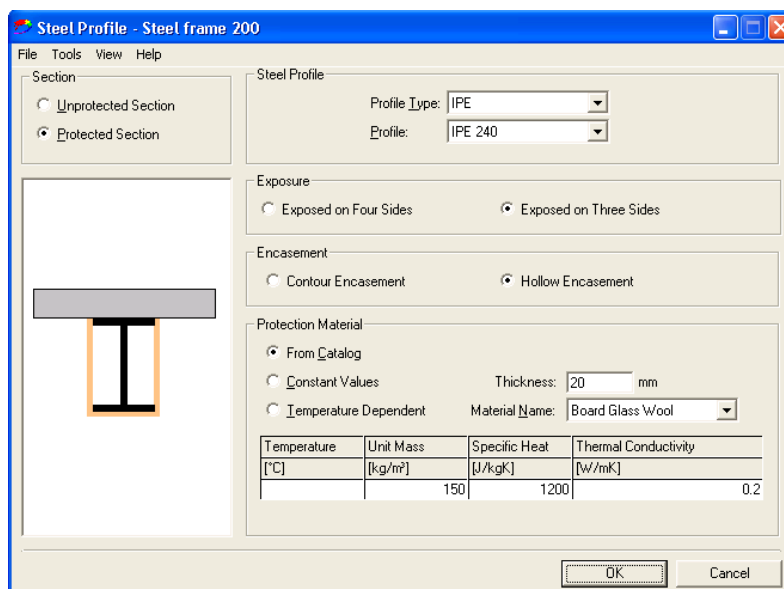 Steel Profile - Steel frame 200
File Tools View Help
Section
Unprotected Section
Protected Section
Steel Profile
Profile Type: IPE
Profile: IPE 240
Exposure
Exposed on Four Sides Exposed on Three Sides
Encasement
Contour Encasement Hollow Encasement
Protection Material
From Catalog
Constant Values Thickness: 20 mm
Temperature Dependent Material Name: Board Glass Wool
Temperature Unit Mass Specific Heat Thermal Conductivity
[°C] [kg/m³] [J/kgK] [W/mK]
150 1200 0.2
OK Cancel